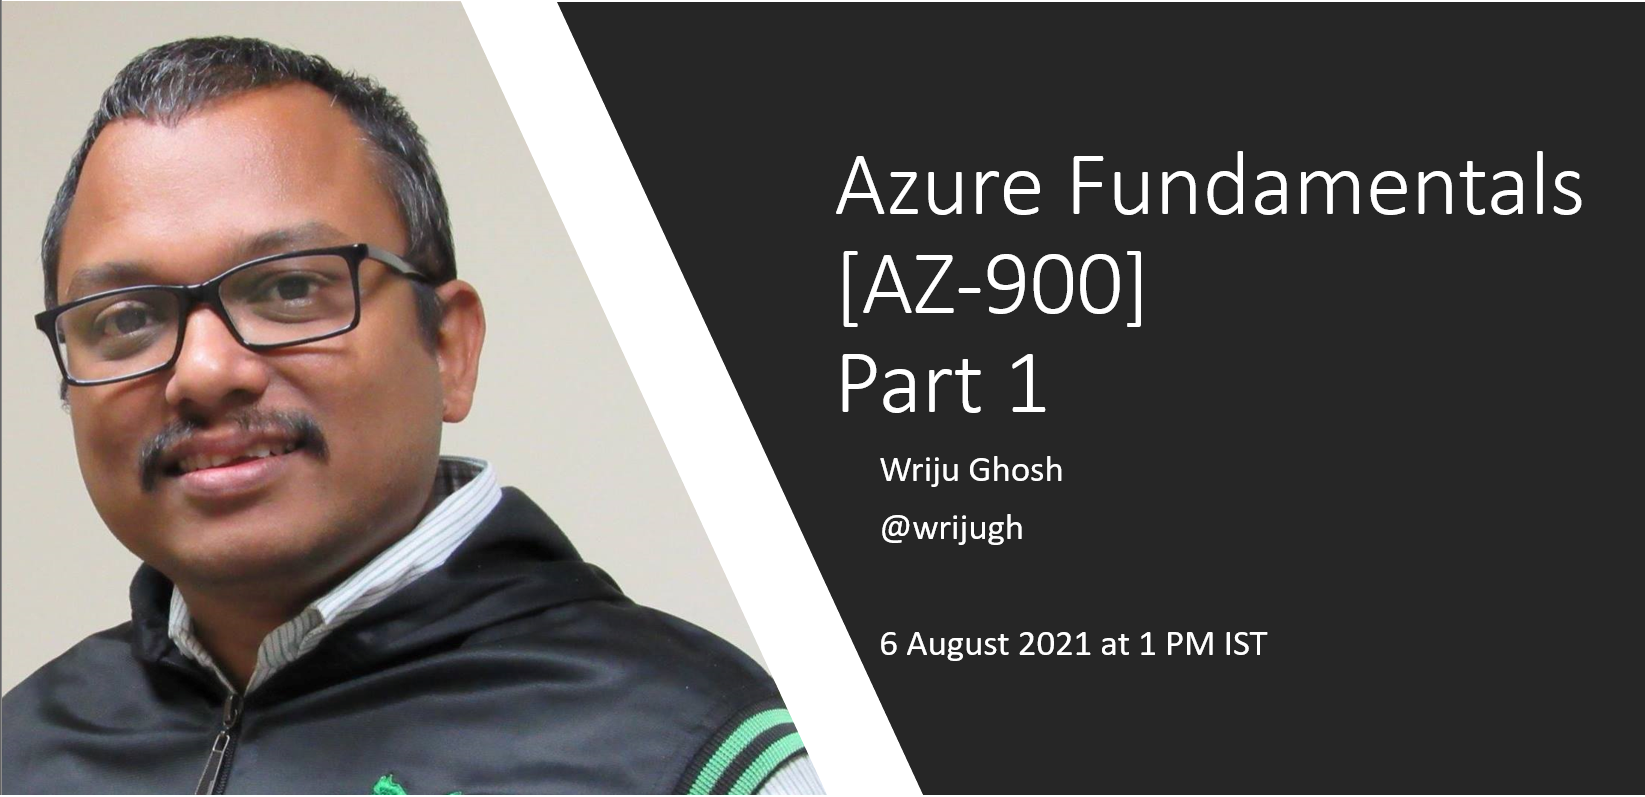 Azure Fundamentals
[AZ-900]
Part 1
Wriju Ghosh
@wrijugh
6 August 2021 at 1 PM IST